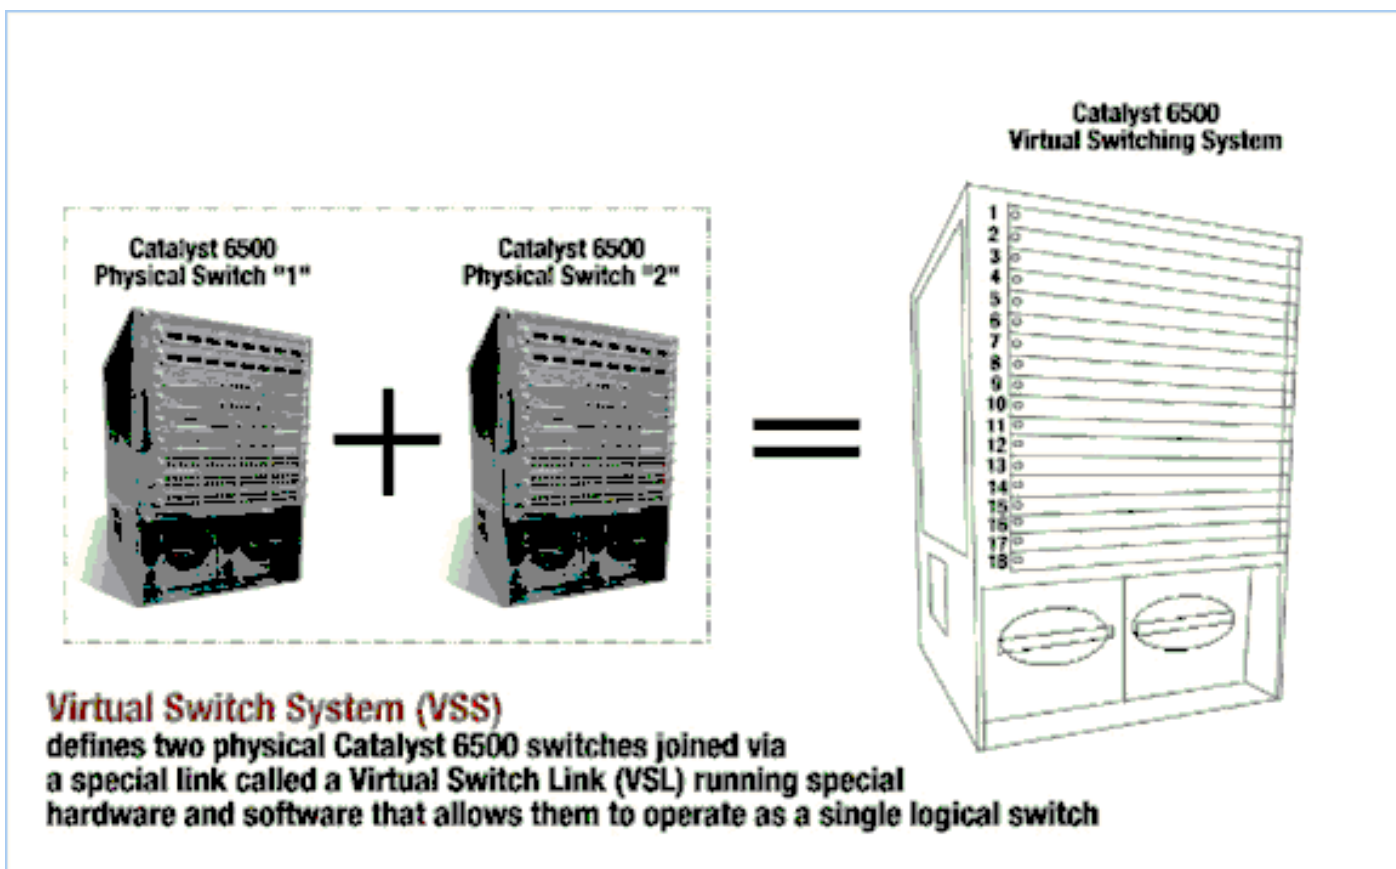 Catalyst 6500
Virtual Switching System
Catalyst 6500
Physical Switch "1"
Catalyst 6500
Physical Switch "2"
1
2
3
4
5
6
7
8
9
10
11
12
13
14
15
16
17
18
Virtual Switch System (VSS)
defines two physical Catalyst 6500 switches joined via
a special link called a Virtual Switch Link (VSL) running special
hardware and software that allows them to operate as a single logical switch